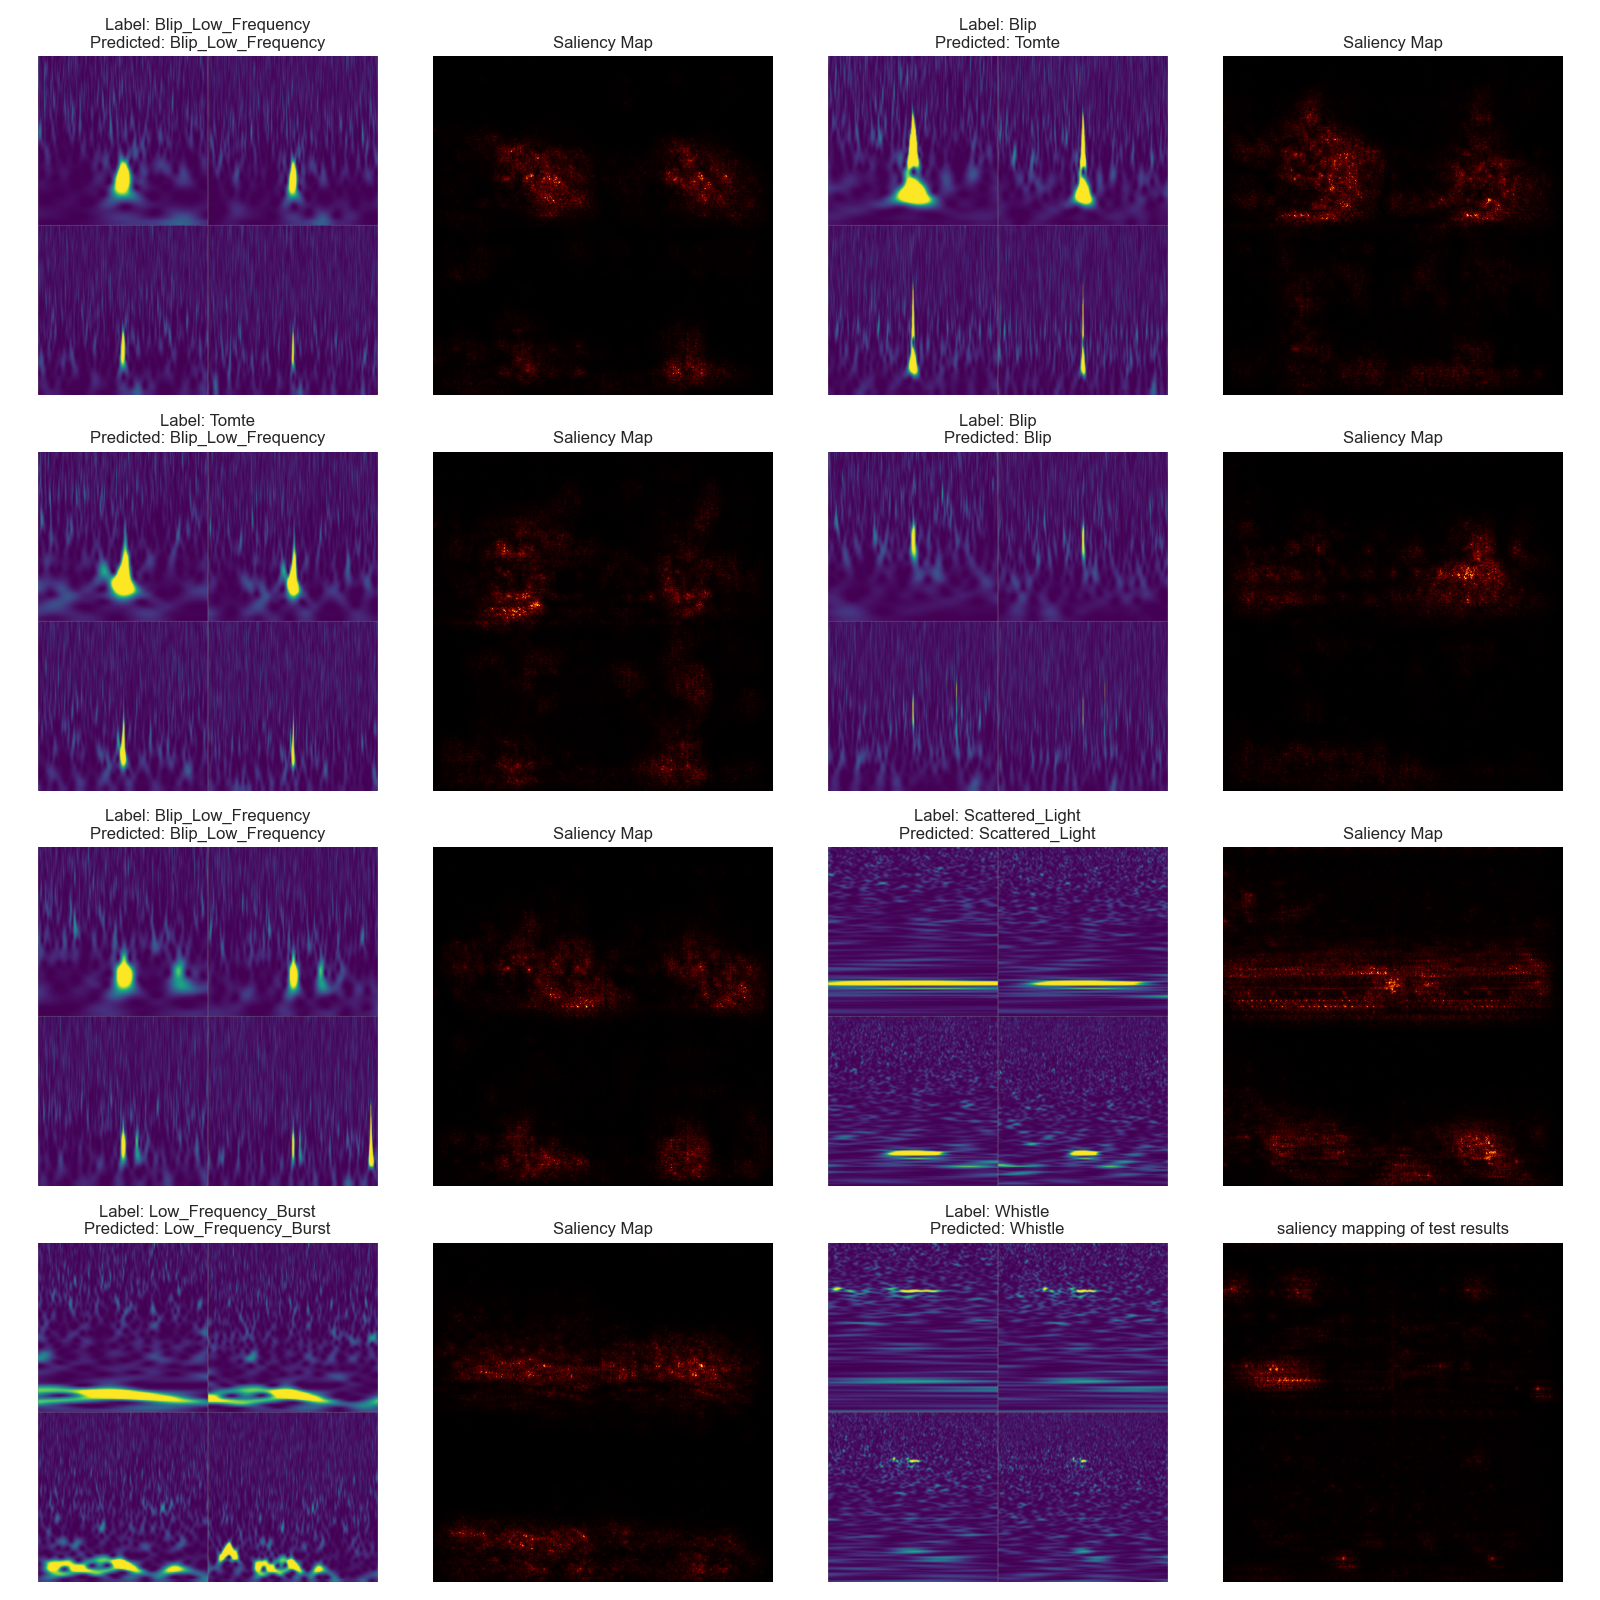 Label: Blip_Low_Frequency
Predicted: Blip_Low_Frequency
Saliency Map
Label: Blip
Predicted: Tomte
Saliency Map
Label: Tomte
Predicted: Blip_Low_Frequency
Saliency Map
Label: Blip
Predicted: Blip
Saliency Map
Label: Blip_Low_Frequency
Predicted: Blip_Low_Frequency
Saliency Map
Label: Scattered_Light
Predicted: Scattered_Light
Saliency Map
Label: Low_Frequency_Burst
Predicted: Low_Frequency_Burst
Saliency Map
Label: Whistle
Predicted: Whistle
saliency mapping of test results